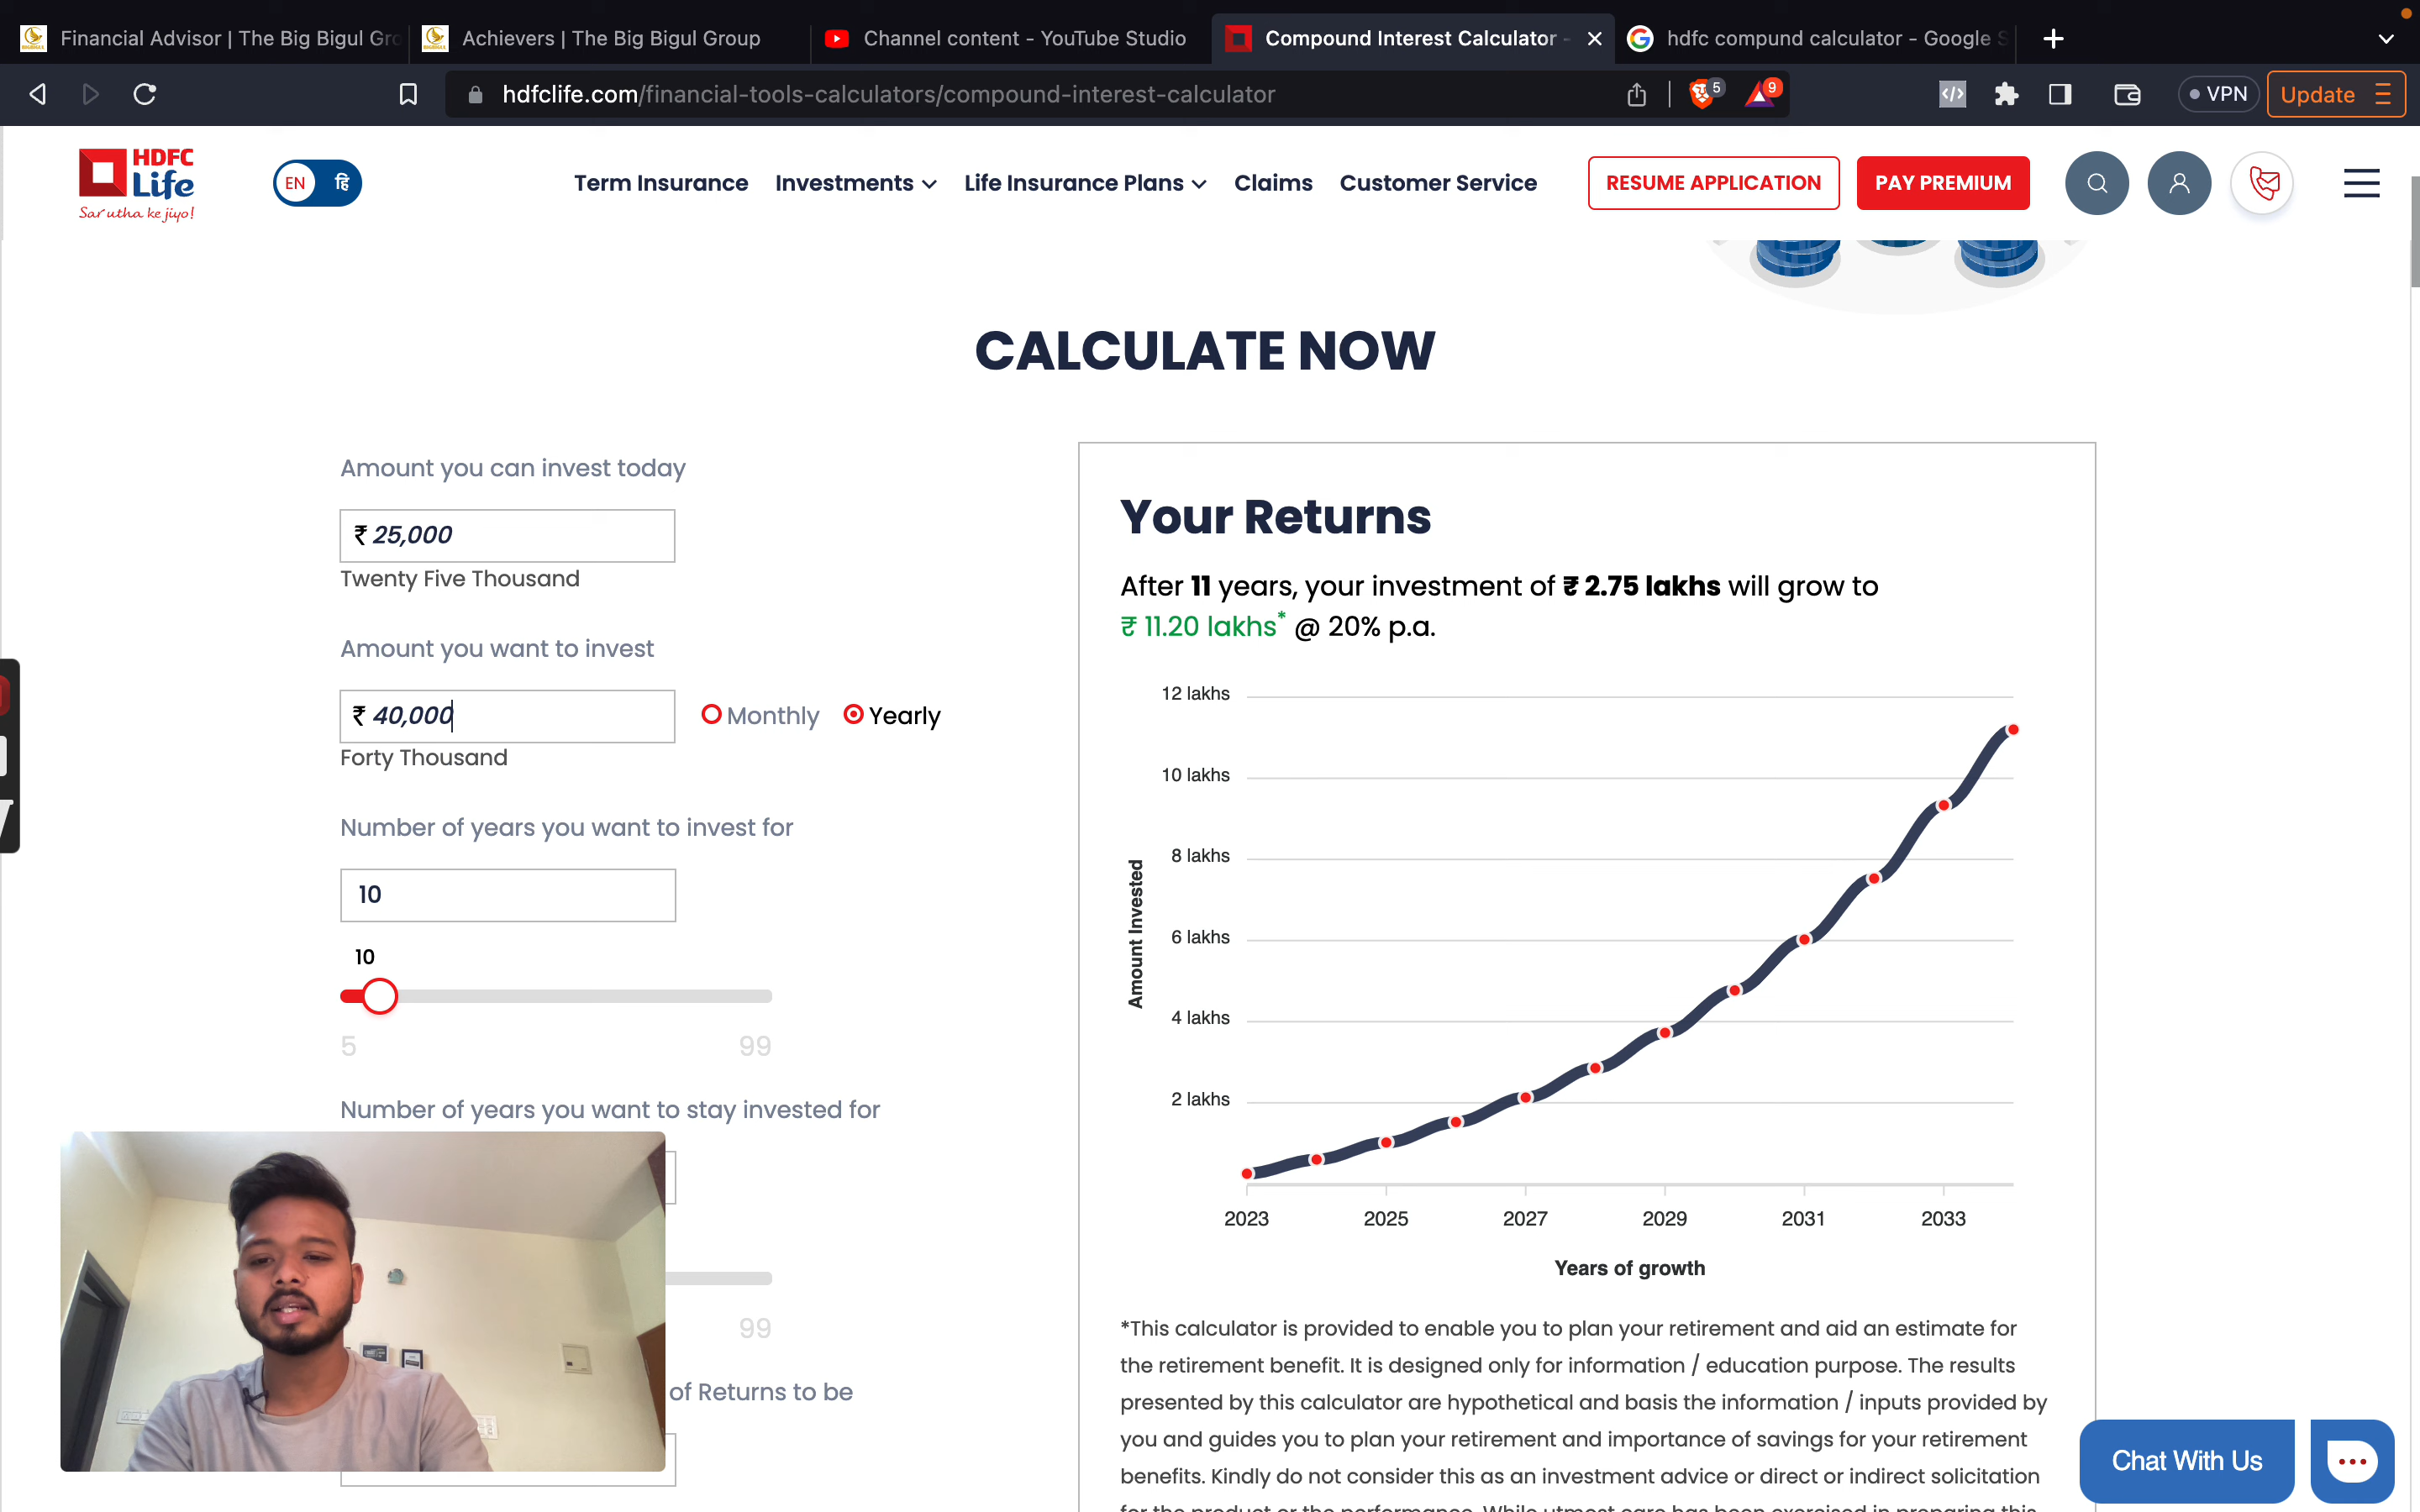 Financial Advisor | The Big Bigul Gro
Achievers | The Big Bigul Group
Channel content - YouTube Studio
Compound Interest Calculator -
hdfc compund calculator - Google S
hdfclife.com/financial-tools-calculators/compound-interest-calculator
5
9
VPN
Update
HDFC
Life
Sar utha ke jiyo!
EN
हिं
Term Insurance
Investments
Life Insurance Plans
Claims
Customer Service
RESUME APPLICATION
PAY PREMIUM
CALCULATE NOW
Amount you can invest today
₹ 25,000
Twenty Five Thousand
Amount you want to invest
₹ 40,000
Monthly
Yearly
Forty Thousand
Number of years you want to invest for
10
10
5
99
Number of years you want to stay invested for
99
of Returns to be
Your Returns
After 11 years, your investment of ₹ 2.75 lakhs will grow to
₹ 11.20 lakhs* @ 20% p.a.
12 lakhs
10 lakhs
8 lakhs
6 lakhs
4 lakhs
2 lakhs
Amount Invested
2023
2025
2027
2029
2031
2033
Years of growth
*This calculator is provided to enable you to plan your retirement and aid an estimate for
the retirement benefit. It is designed only for information / education purpose. The results
presented by this calculator are hypothetical and basis the information / inputs provided by
you and guides you to plan your retirement and importance of savings for your retirement
benefits. Kindly do not consider this as an investment advice or direct or indirect solicitation
Chat With Us